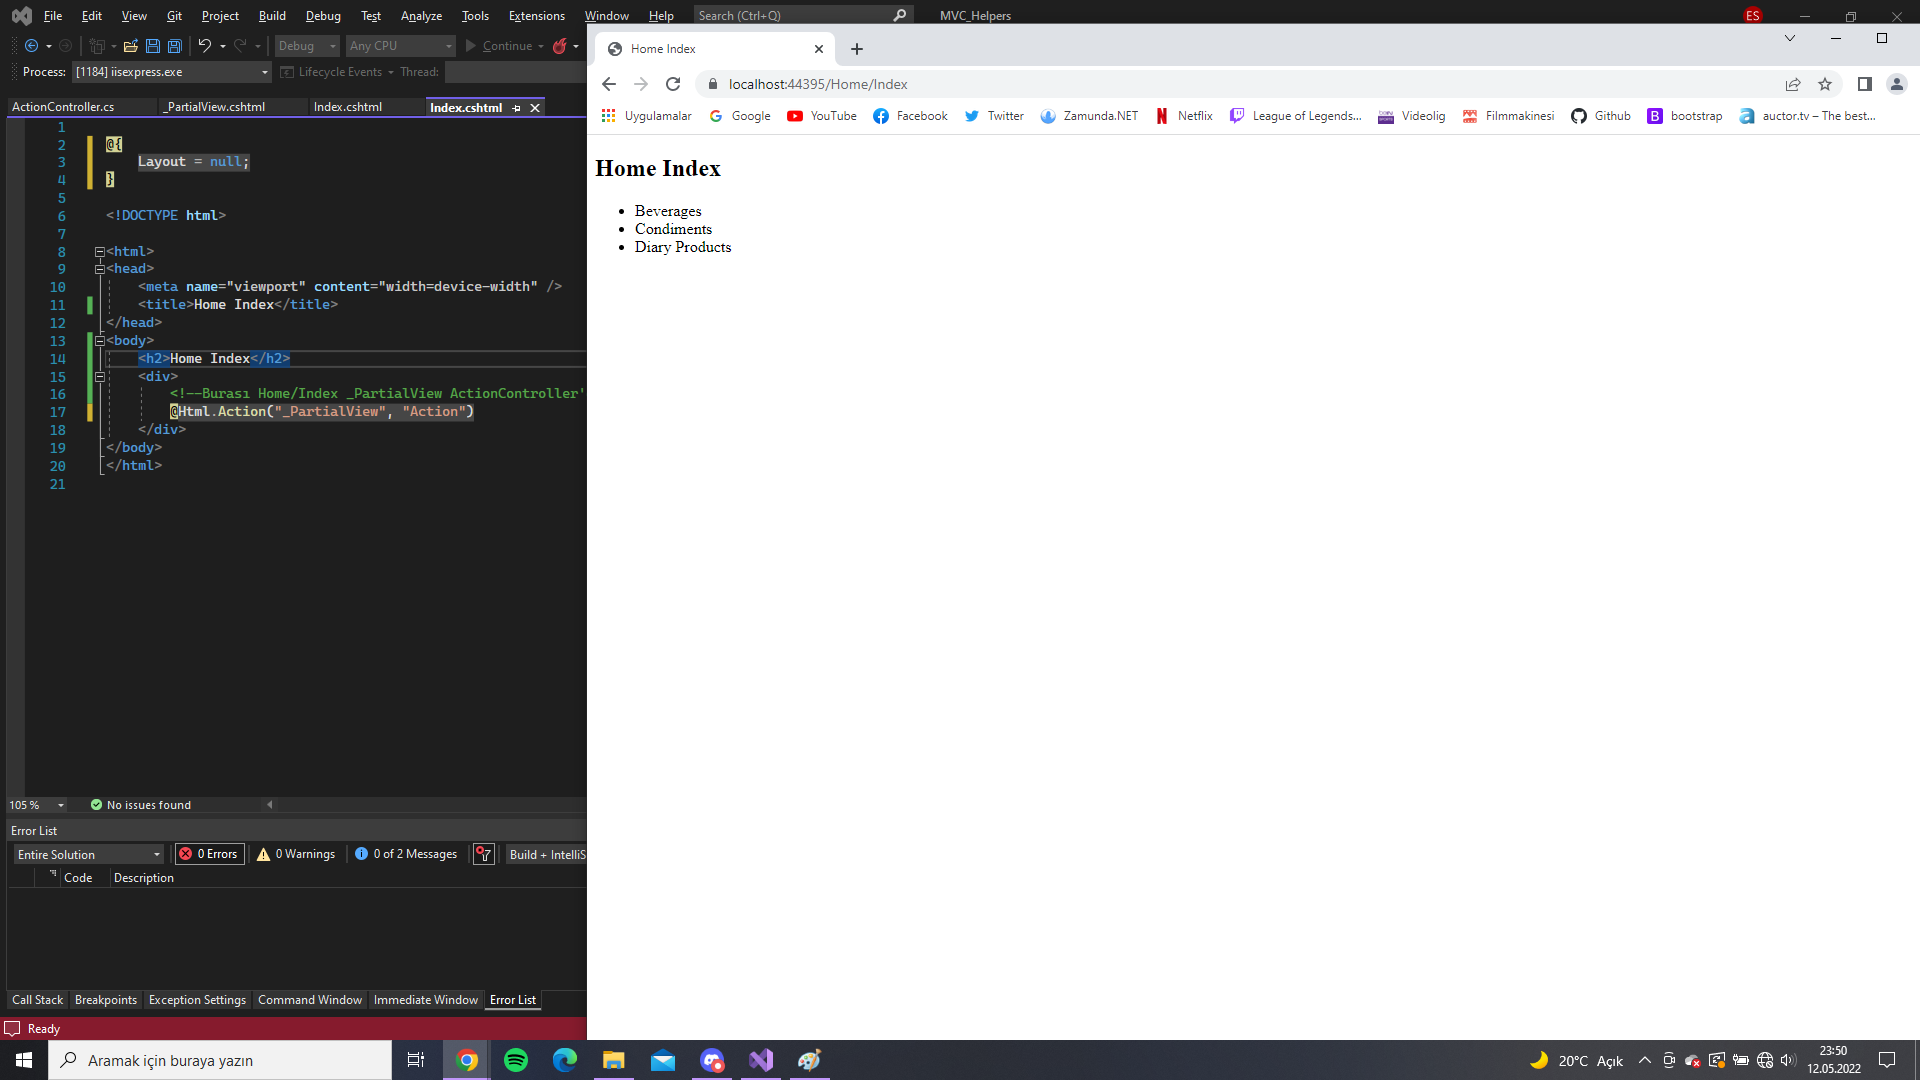 File Edit View Git Project Build Debug Test Analyze Tools Extensions Window Help Search (Ctrl+Q) MVC_Helpers ES
Debug Any CPU Continue
Process: [1184] iisexpress.exe Lifecycle Events Thread:
ActionController.cs _PartialView.cshtml Index.cshtml Index.cshtml
1
2 @{
3 Layout = null;
4 }
5
6 <!DOCTYPE html>
7
8 <html>
9 <head>
10 <meta name="viewport" content="width=device-width" />
11 <title>Home Index</title>
12 </head>
13 <body>
14 <h2>Home Index</h2>
15 <div>
16 <!--Burası Home/Index _PartialView ActionController'
17 @Html.Action("_PartialView", "Action")
18 </div>
19 </body>
20 </html>
21
105 % No issues found
Error List
Entire Solution 0 Errors 0 Warnings 0 of 2 Messages Build + IntelliS
Code Description
Call Stack Breakpoints Exception Settings Command Window Immediate Window Error List
Ready
Home Index
localhost:44395/Home/Index
Uygulamalar Google YouTube Facebook Twitter Zamunda.NET Netflix League of Legends... Videolig Filmmakinesi Github bootstrap auctor.tv – The best...
Home Index
Beverages
Condiments
Diary Products
Aramak için buraya yazın
20°C Açık
23:50
12.05.2022